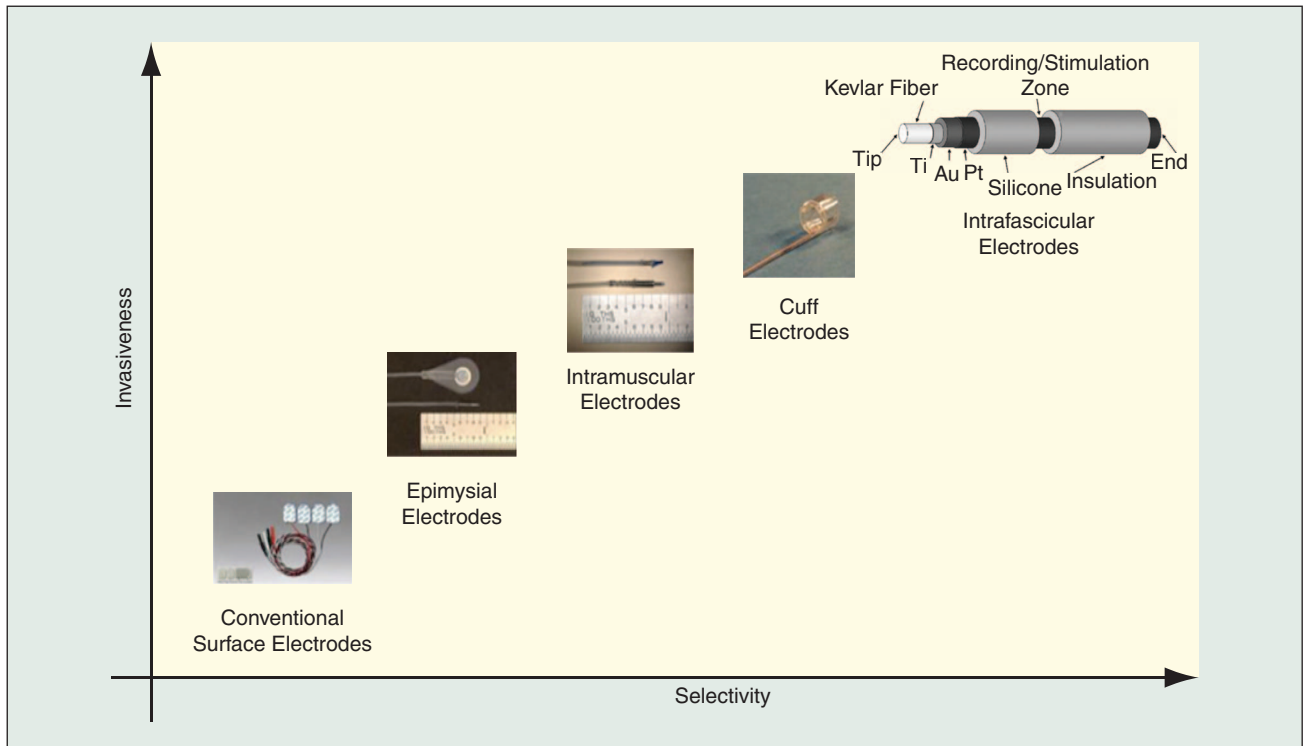 Recording/Stimulation
Zone
Kevlar Fiber
Tip
Ti
Au
Pt
Silicone
Insulation
End
Intrafascicular
Electrodes
Cuff
Electrodes
Intramuscular
Electrodes
Epimysial
Electrodes
Conventional
Surface Electrodes
Invasiveness
Selectivity